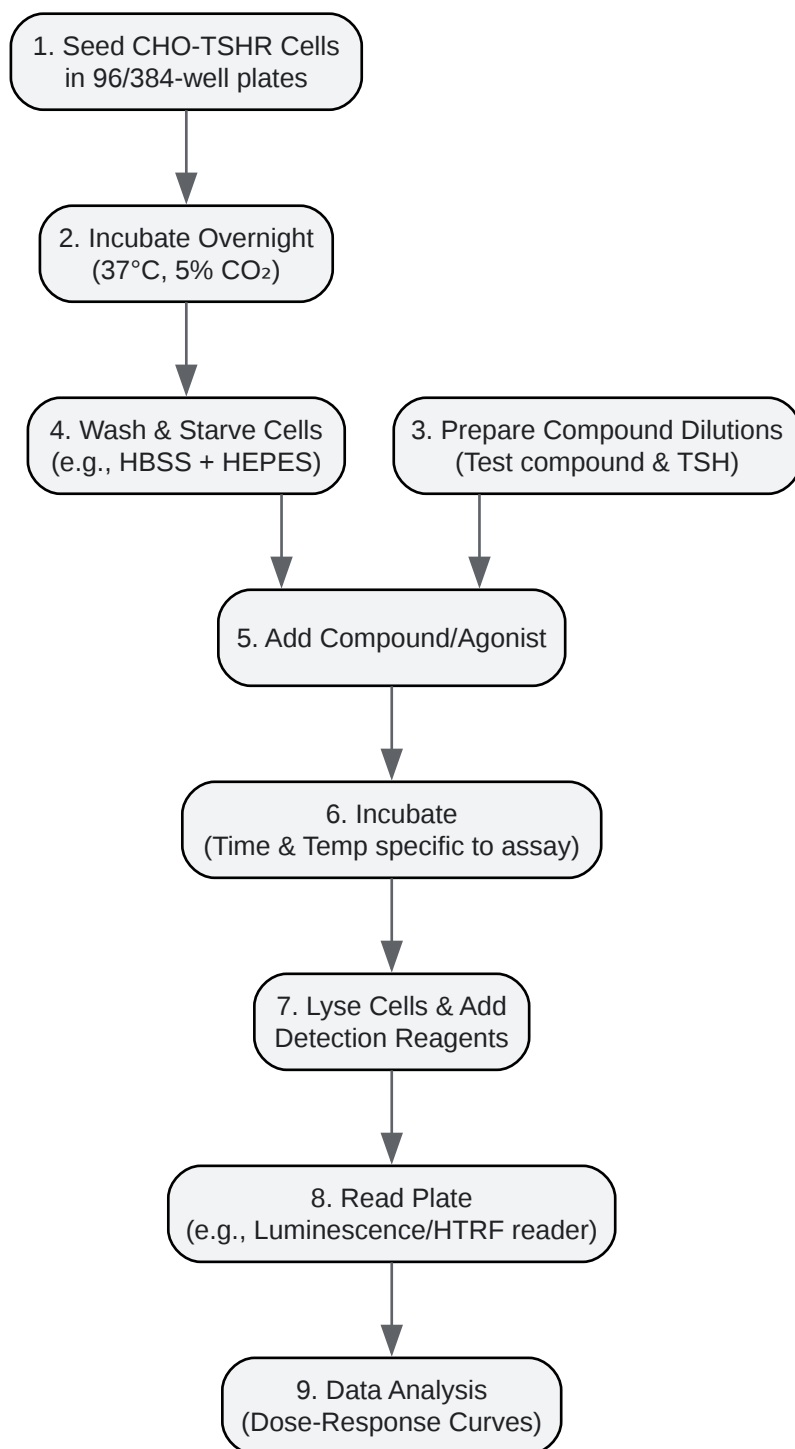 1. Seed CHO-TSHR Cells
in 96/384-well plates
2. Incubate Overnight
(37°C, 5% CO₂)
4. Wash & Starve Cells
(e.g., HBSS + HEPES)
3. Prepare Compound Dilutions
(Test compound & TSH)
5. Add Compound/Agonist
6. Incubate
(Time & Temp specific to assay)
7. Lyse Cells & Add
Detection Reagents
8. Read Plate
(e.g., Luminescence/HTRF reader)
9. Data Analysis
(Dose-Response Curves)